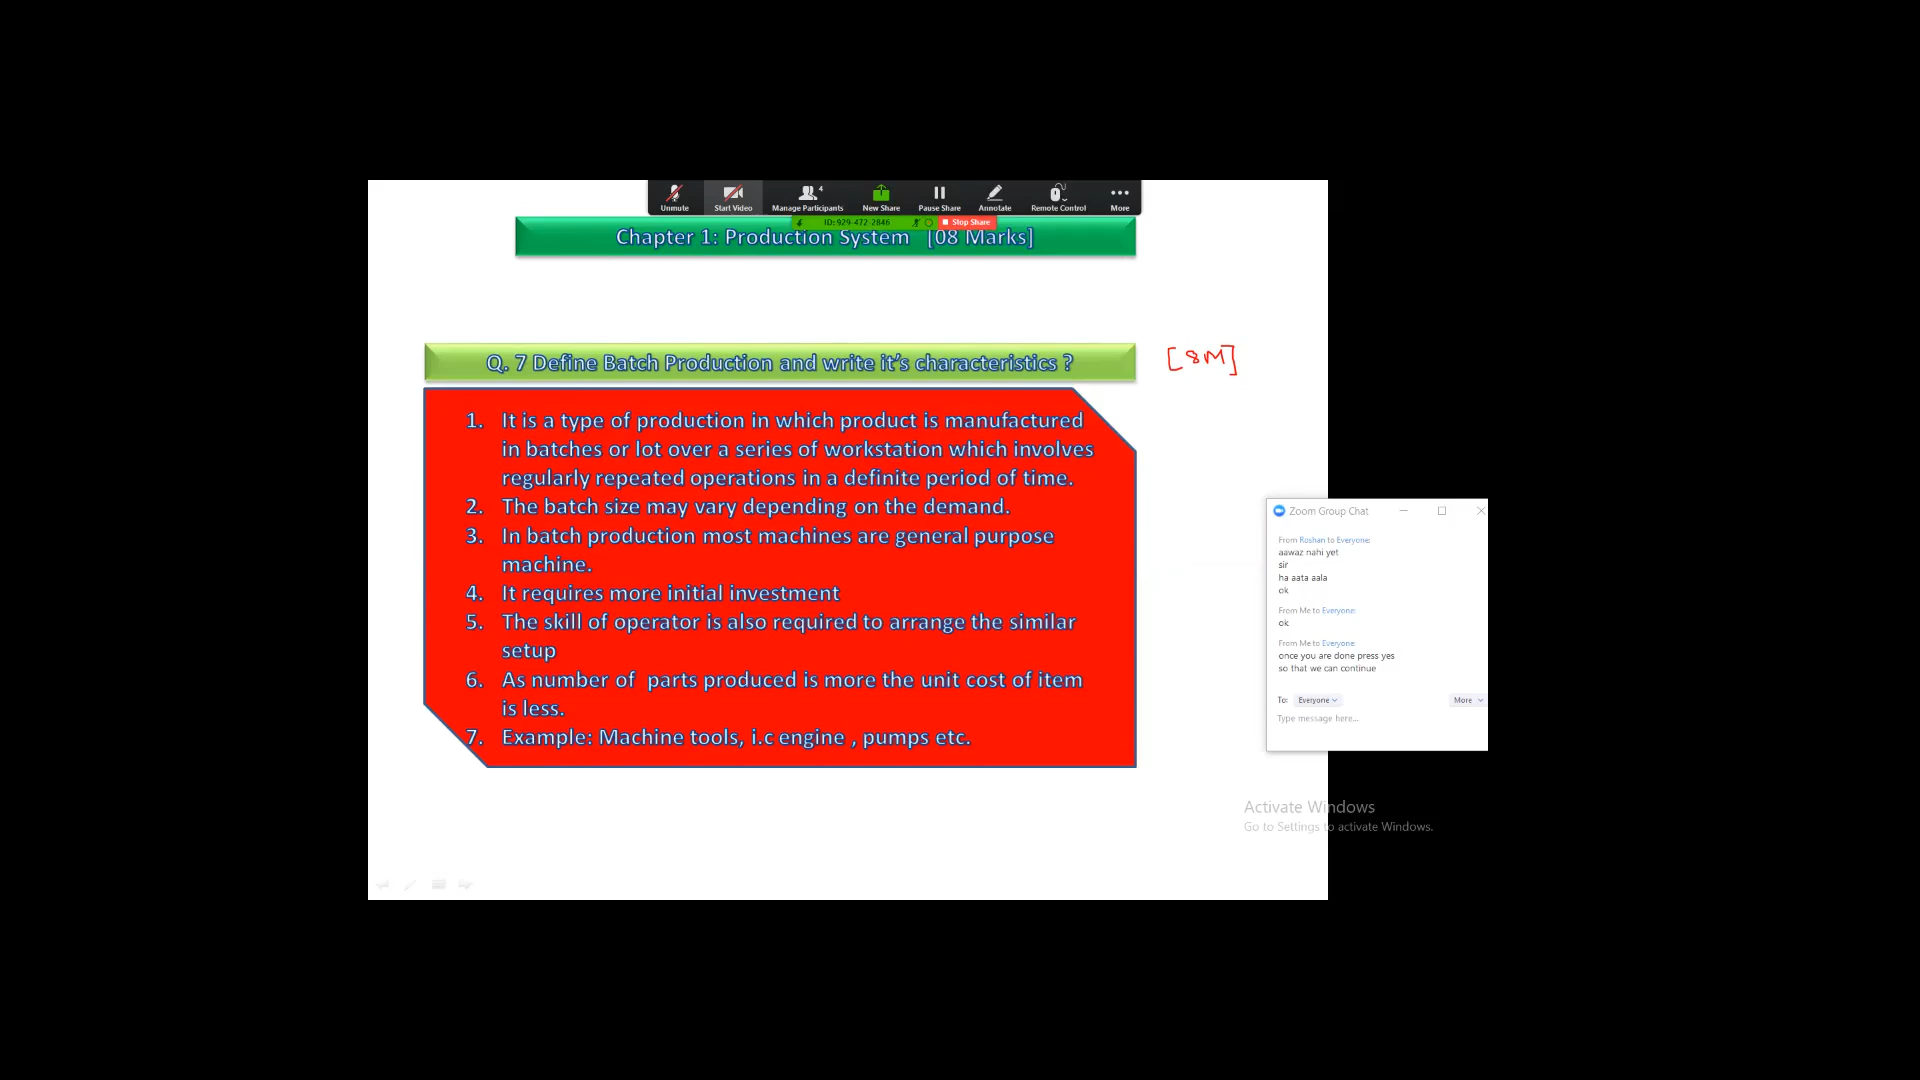 Unmute
Start Video
Manage Participants
4
New Share
Pause Share
Annotate
Remote Control
More
ID: 929-472-2846
Stop Share
Chapter 1: Production System [08 Marks]
Q. 7 Define Batch Production and write it's characteristics ?
[8M]
1. It is a type of production in which product is manufactured
in batches or lot over a series of workstation which involves
regularly repeated operations in a definite period of time.
2. The batch size may vary depending on the demand.
3. In batch production most machines are general purpose
machine.
4. It requires more initial investment
5. The skill of operator is also required to arrange the similar
setup
6. As number of parts produced is more the unit cost of item
is less.
7. Example: Machine tools, i.c engine , pumps etc.
Zoom Group Chat
From Roshan to Everyone:
aawaz nahi yet
sir
ha aata aala
ok
From Me to Everyone:
ok
From Me to Everyone:
once you are done press yes
so that we can continue
To: Everyone
More
Type message here...
Activate Windows
Go to Settings to activate Windows.